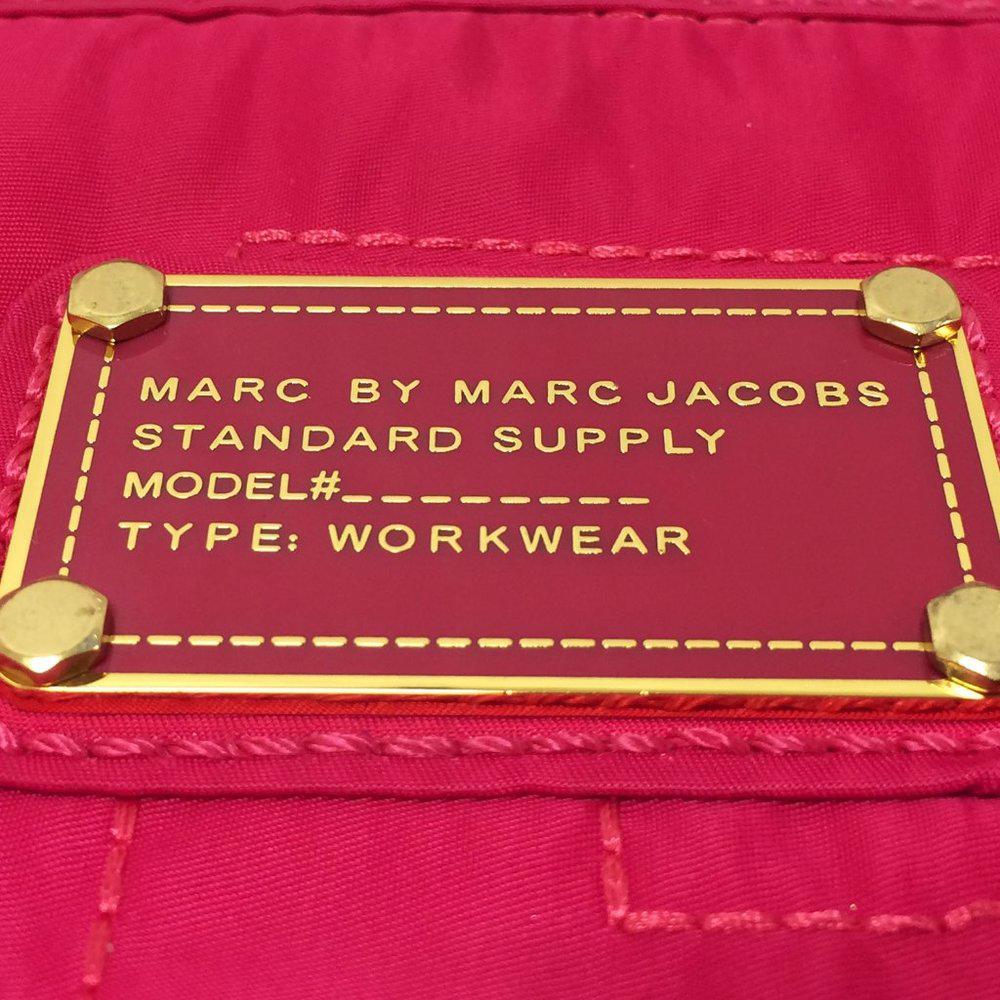 MARC BY MARC JACOBS
STANDARD SUPPLY
MODEL#_________
TYPE: WORKWEAR